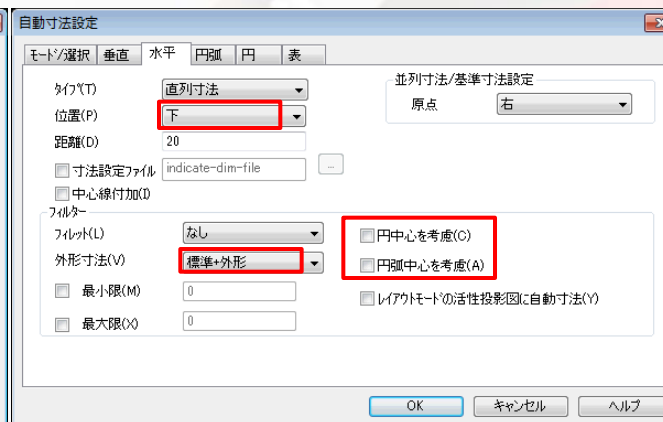 自動寸法設定
モード/選択 垂直 水平 円弧 円 表
タイプ(T) 直列寸法
位置(P) 下
距離(D) 20
寸法設定ファイル indicate-dim-file ...
中心線付加(I)
並列寸法/基準寸法設定
原点 右
フィルター
フィレット(L) なし
外形寸法(V) 標準+外形
最小限(M) 0
最大限(X) 0
円中心を考慮(C)
円弧中心を考慮(A)
レイアウトモードの活性投影図に自動寸法(Y)
OK キャンセル ヘルプ